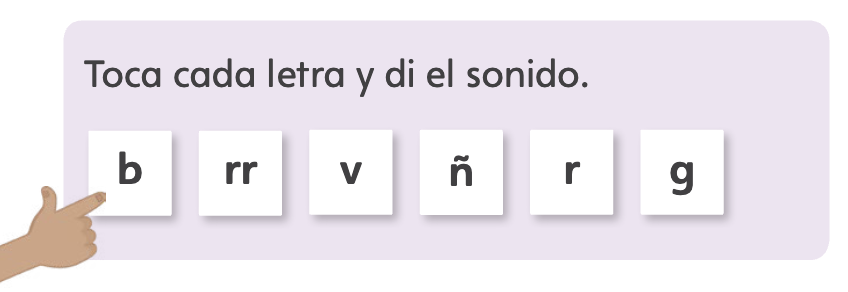 Toca cada letra y di el sonido.
b rr v ñ r g